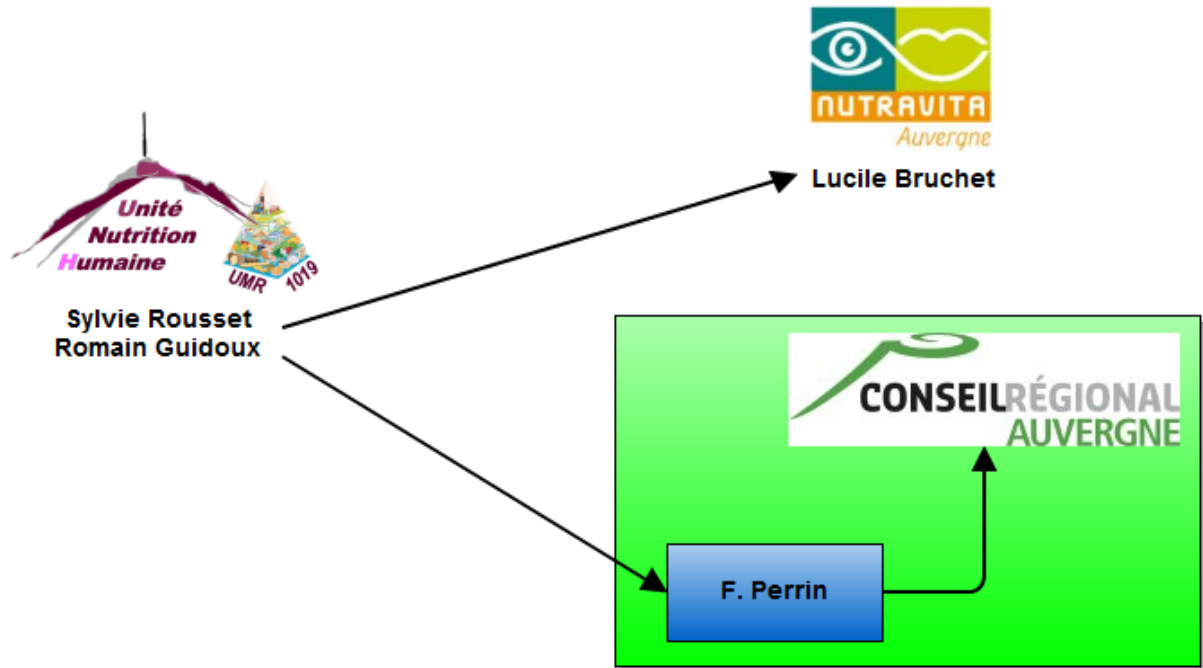 NUTRAVITA
Auvergne
Lucile Bruchet
Unité
Nutrition
Humaine
UMR 1019
Sylvie Rousset
Romain Guidoux
CONSEILRÉGIONAL
AUVERGNE
F. Perrin